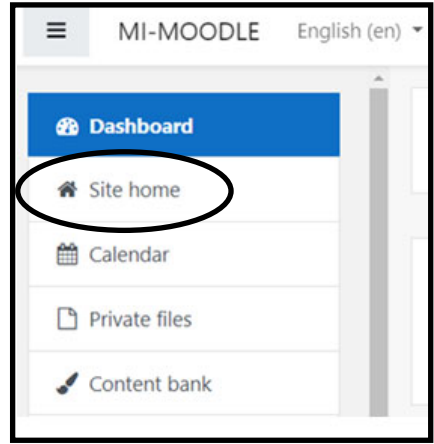 MI-MOODLE English (en)
Dashboard
Site home
Calendar
Private files
Content bank